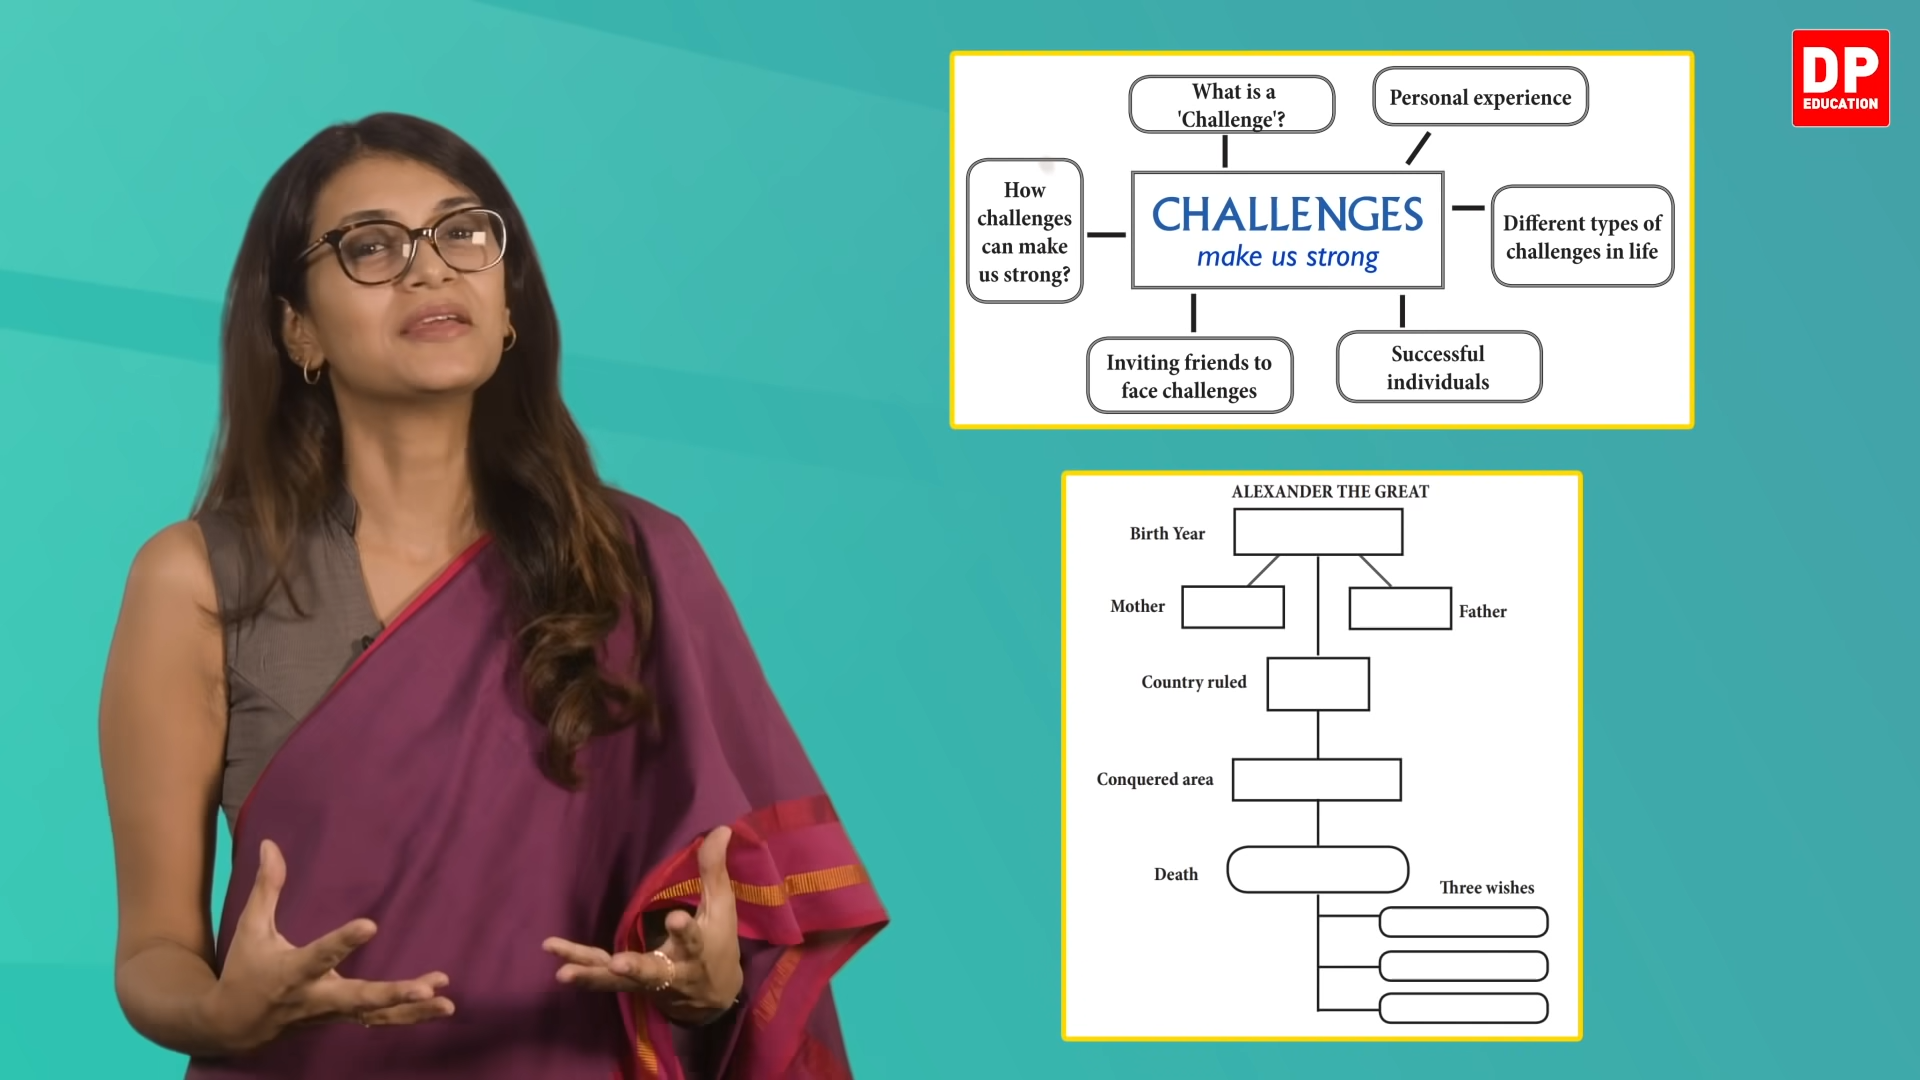 What is a
'Challenge'?
Personal experience
How
challenges
can make
us strong?
CHALLENGES
make us strong
Different types of
challenges in life
Inviting friends to
face challenges
Successful
individuals
DP
EDUCATION
ALEXANDER THE GREAT
Birth Year
Mother
Father
Country ruled
Conquered area
Death
Three wishes